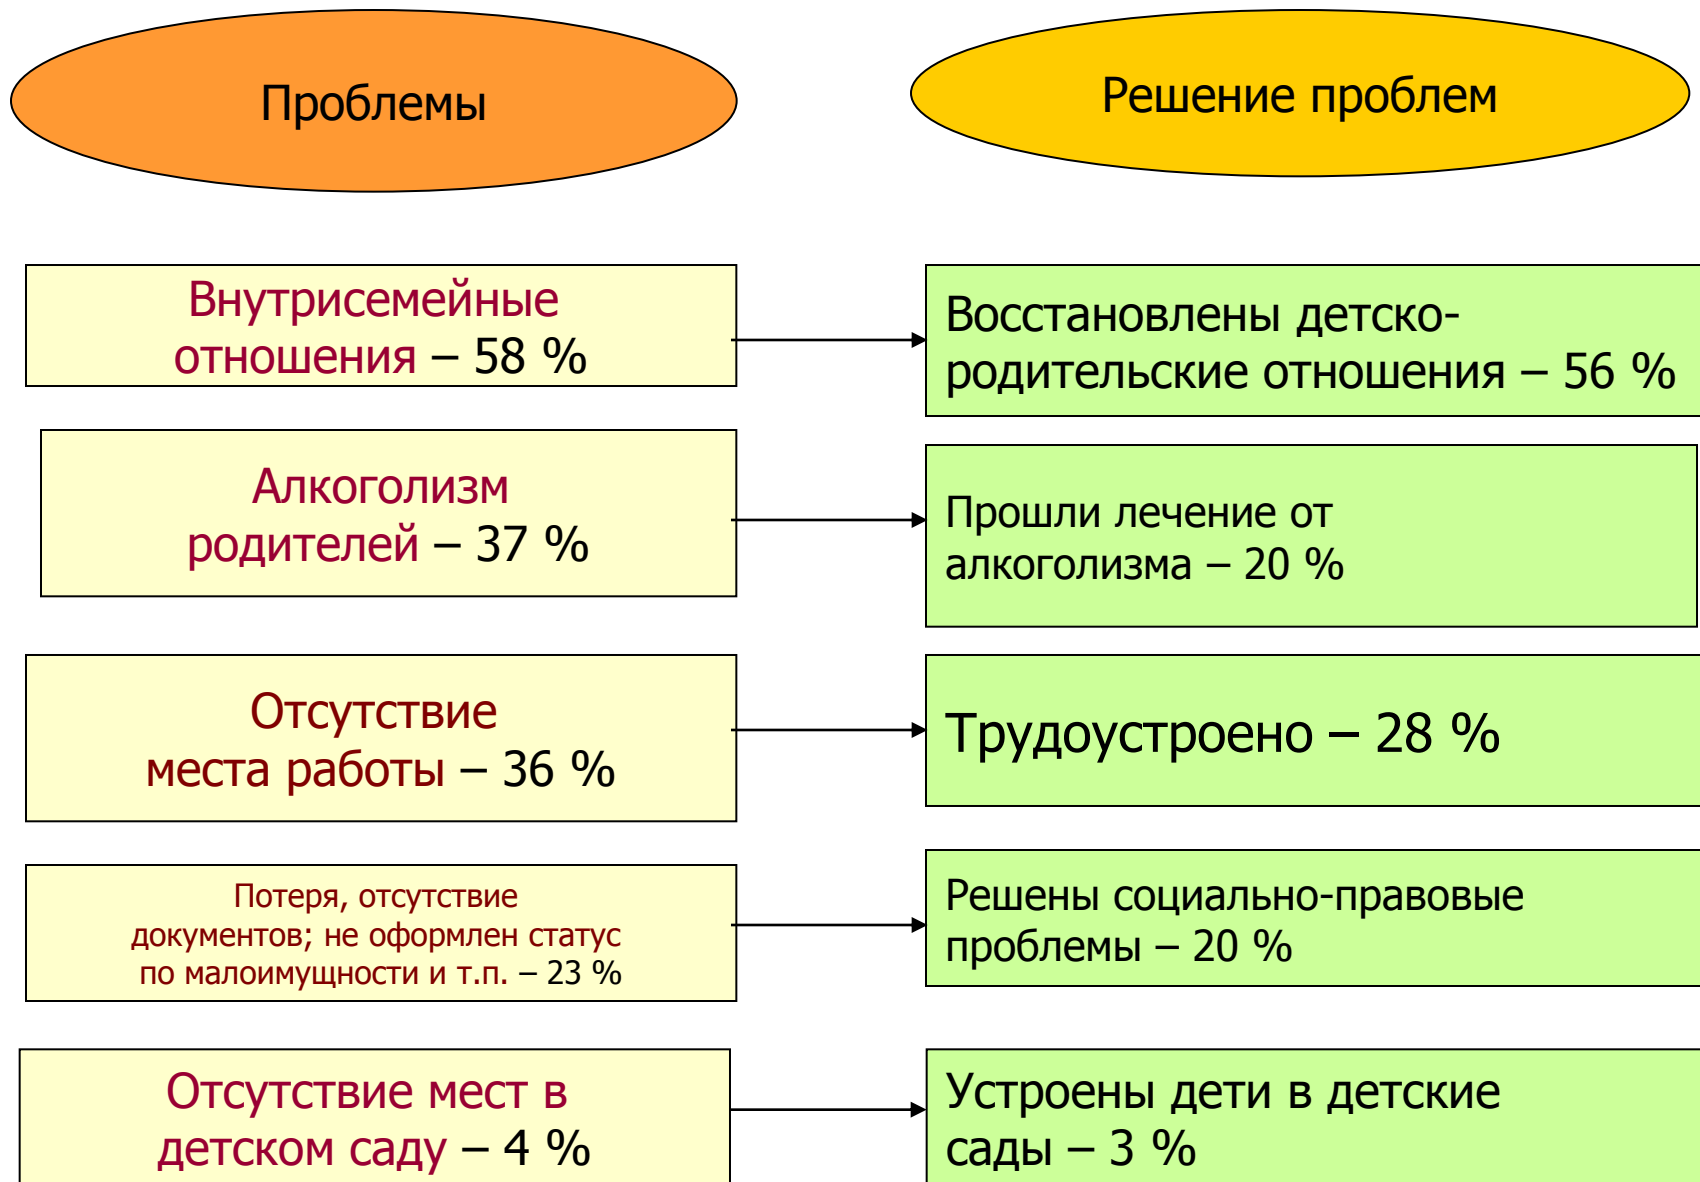 Проблемы
Решение проблем
Внутрисемейные
отношения – 58 %
Восстановлены детско-
родительские отношения – 56 %
Алкоголизм
родителей – 37 %
Прошли лечение от
алкоголизма – 20 %
Отсутствие
места работы – 36 %
Трудоустроено – 28 %
Потеря, отсутствие
документов; не оформлен статус
по малоимущности и т.п. – 23 %
Решены социально-правовые
проблемы – 20 %
Отсутствие мест в
детском саду – 4 %
Устроены дети в детские
сады – 3 %